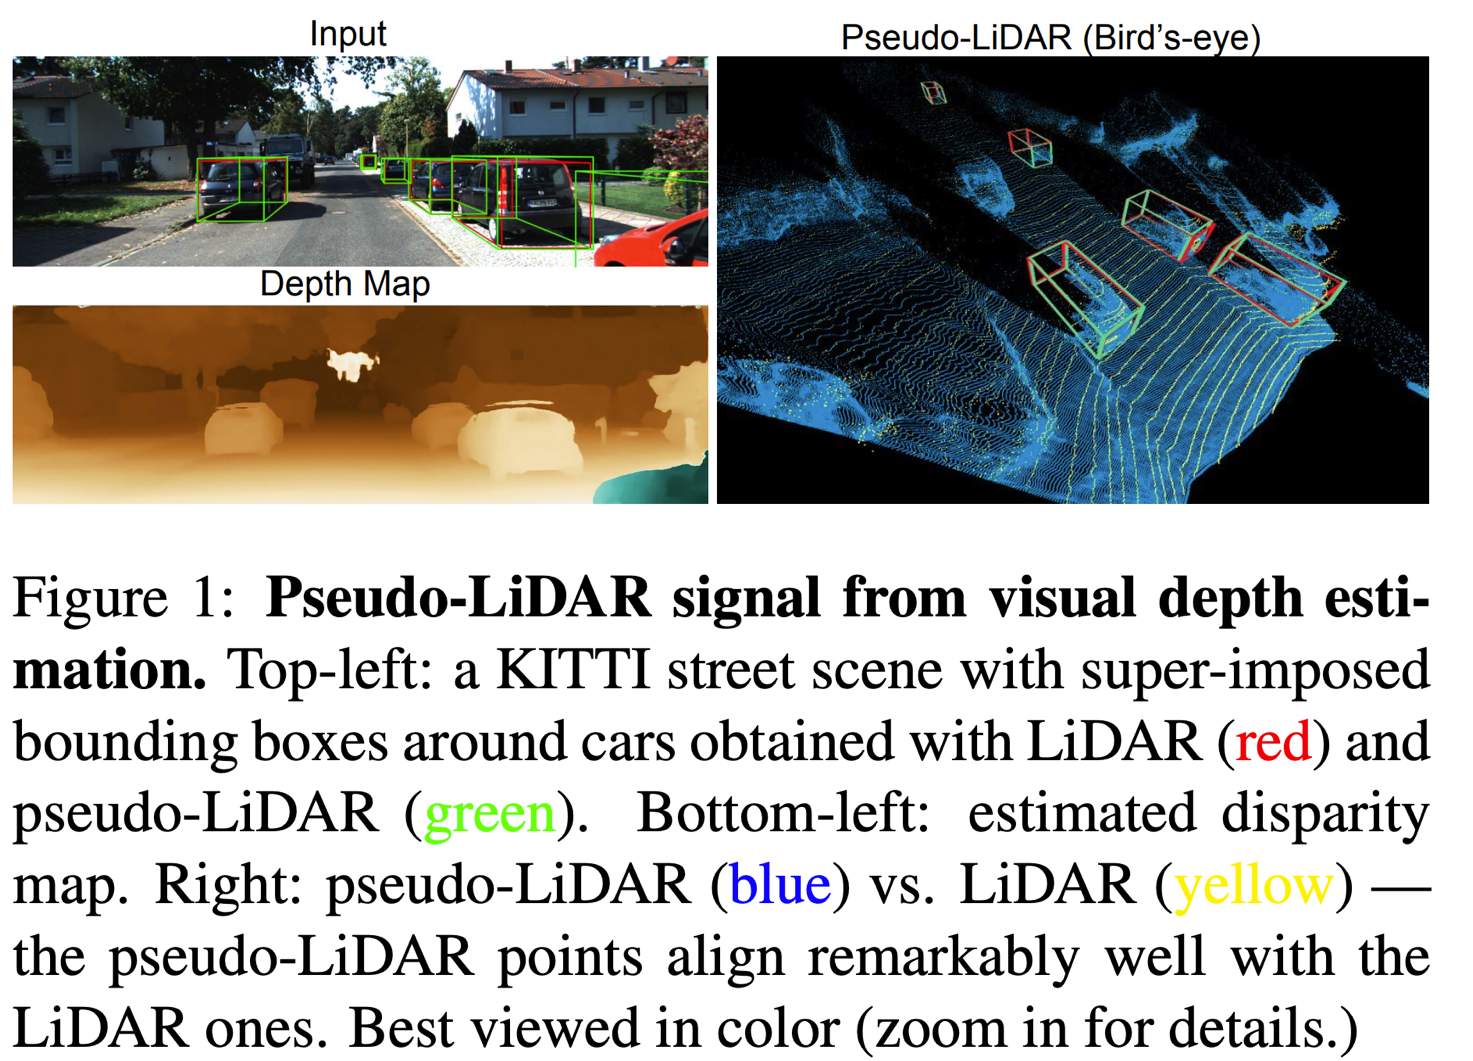 Input
Pseudo-LiDAR (Bird's-eye)
Depth Map
Figure 1: Pseudo-LiDAR signal from visual depth esti-
mation. Top-left: a KITTI street scene with super-imposed
bounding boxes around cars obtained with LiDAR (red) and
pseudo-LiDAR (green). Bottom-left: estimated disparity
map. Right: pseudo-LiDAR (blue) vs. LiDAR (yellow) —
the pseudo-LiDAR points align remarkably well with the
LiDAR ones. Best viewed in color (zoom in for details.)